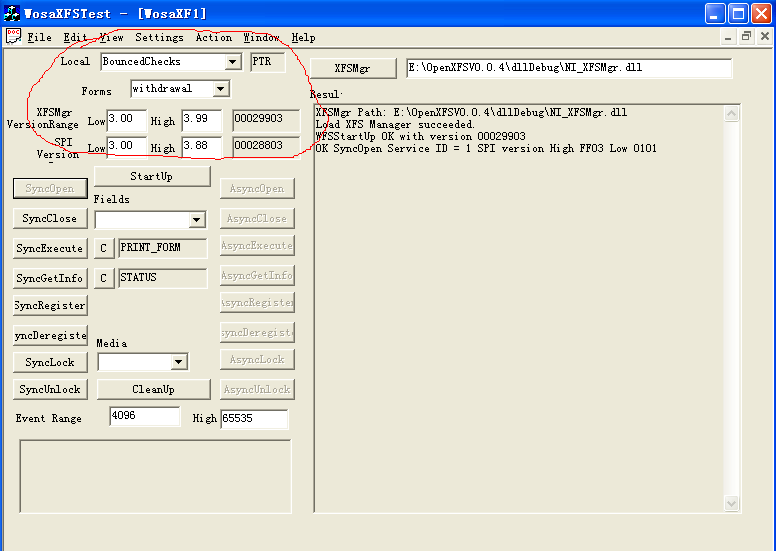 WosaXFSTest - [WosaXF1]
File Edit View Settings Action Window Help
Local BouncedChecks PTR
Forms withdrawal
XFSMgr
VersionRange Low 3.00 High 3.99 00029903
SPI
Version Low 3.00 High 3.88 00028803
XFSMgr E:\OpenXFSV0.0.4\dllDebug\NI_XFSMgr.dll
Resul
XFSMgr Path: E:\OpenXFSV0.0.4\dllDebug\NI_XFSMgr.dll
Load XFS Manager succeeded.
WFSStartUp OK with version 00029903
OK SyncOpen Service ID = 1 SPI version High FF03 Low 0101
SyncOpen StartUp AsyncOpen
Fields
SyncClose AsyncClose
SyncExecute C PRINT_FORM AsyncExecute
SyncGetInfo C STATUS AsyncGetInfo
SyncRegister AsyncRegister
yncDeregiste yncDeregiste
Media
SyncLock AsyncLock
SyncUnlock CleanUp AsyncUnlock
Event Range 4096 High 65535